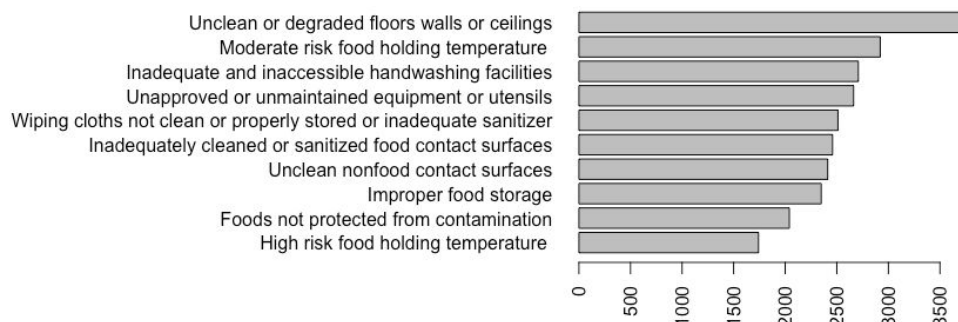 Unclean or degraded floors walls or ceilings
Moderate risk food holding temperature
Inadequate and inaccessible handwashing facilities
Unapproved or unmaintained equipment or utensils
Wiping cloths not clean or properly stored or inadequate sanitizer
Inadequately cleaned or sanitized food contact surfaces
Unclean nonfood contact surfaces
Improper food storage
Foods not protected from contamination
High risk food holding temperature
0
500
1000
1500
2000
2500
3000
3500